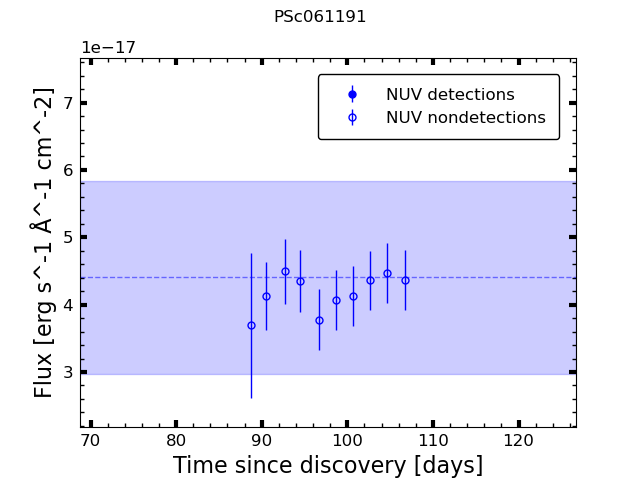 PSc061191
1e−17
NUV detections
NUV nondetections
7
6
5
4
3
Flux [erg s^-1 Å^-1 cm^-2]
70 80 90 100 110 120
Time since discovery [days]